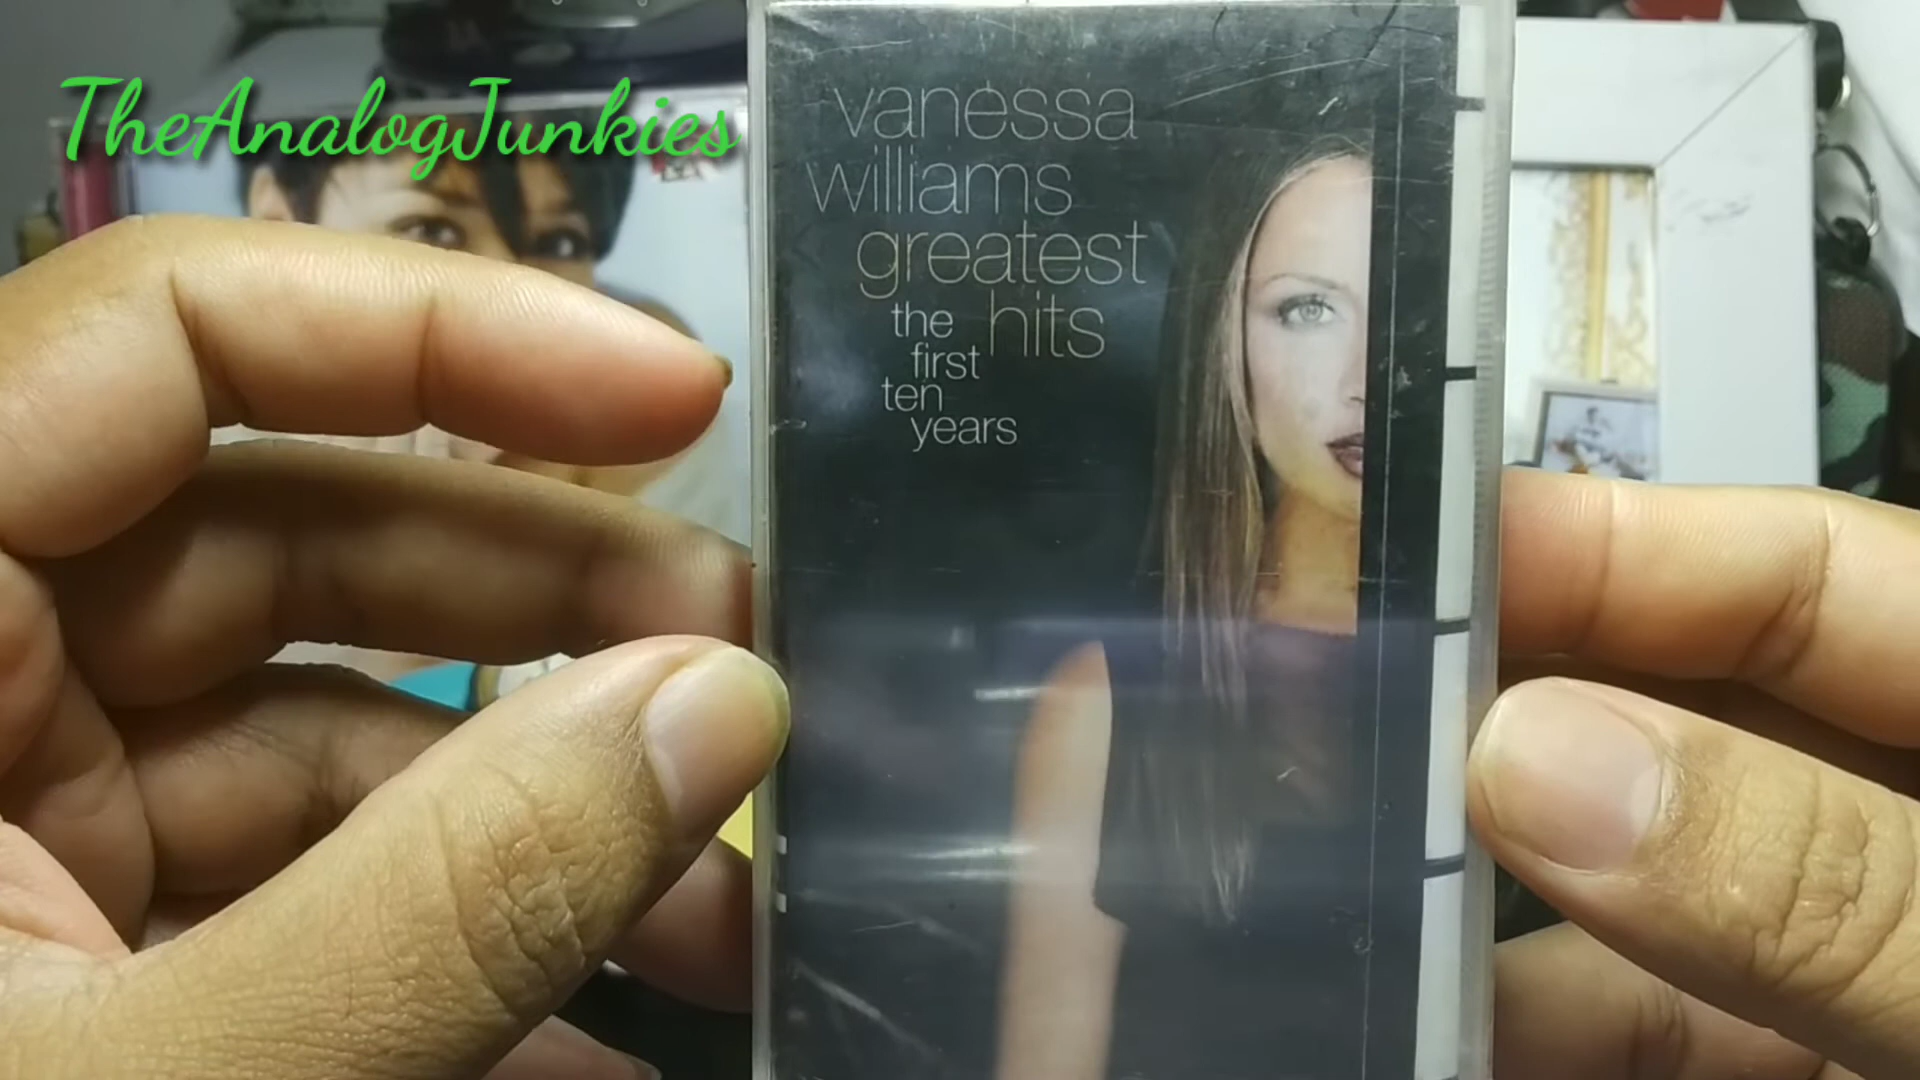 TheAnalogJunkies
vanessa
williams
greatest
hits
the
first
ten
years